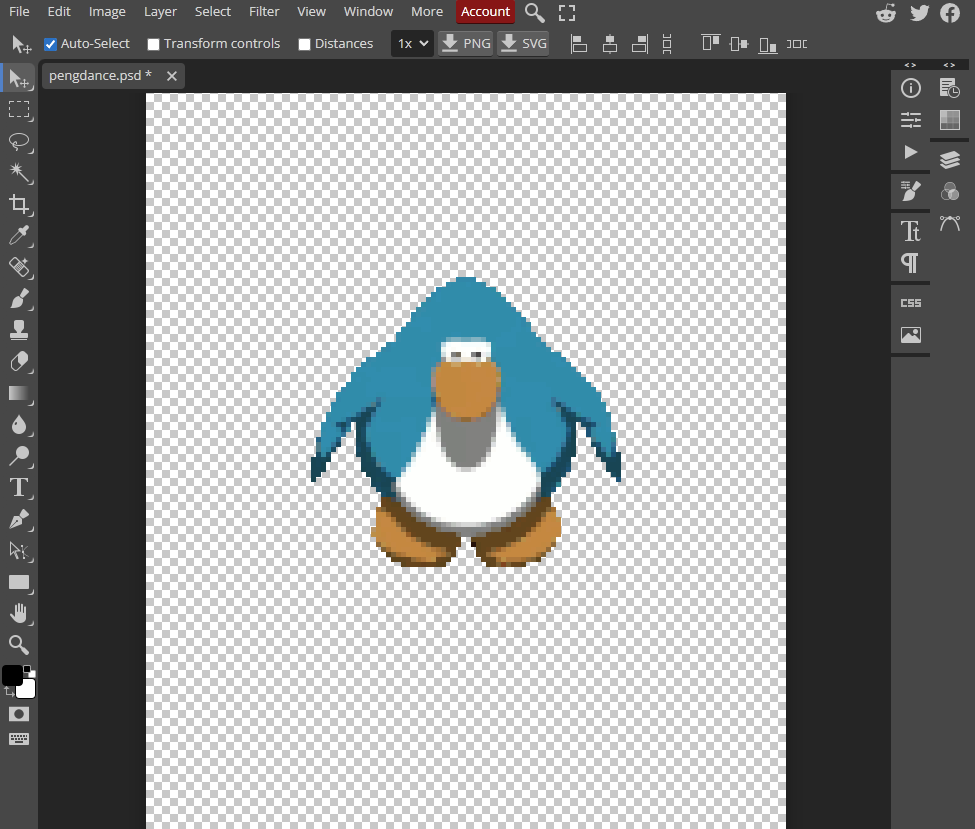 File Edit Image Layer Select Filter View Window More Account
Auto-Select Transform controls Distances 1x PNG SVG
pengdance.psd *
CSS